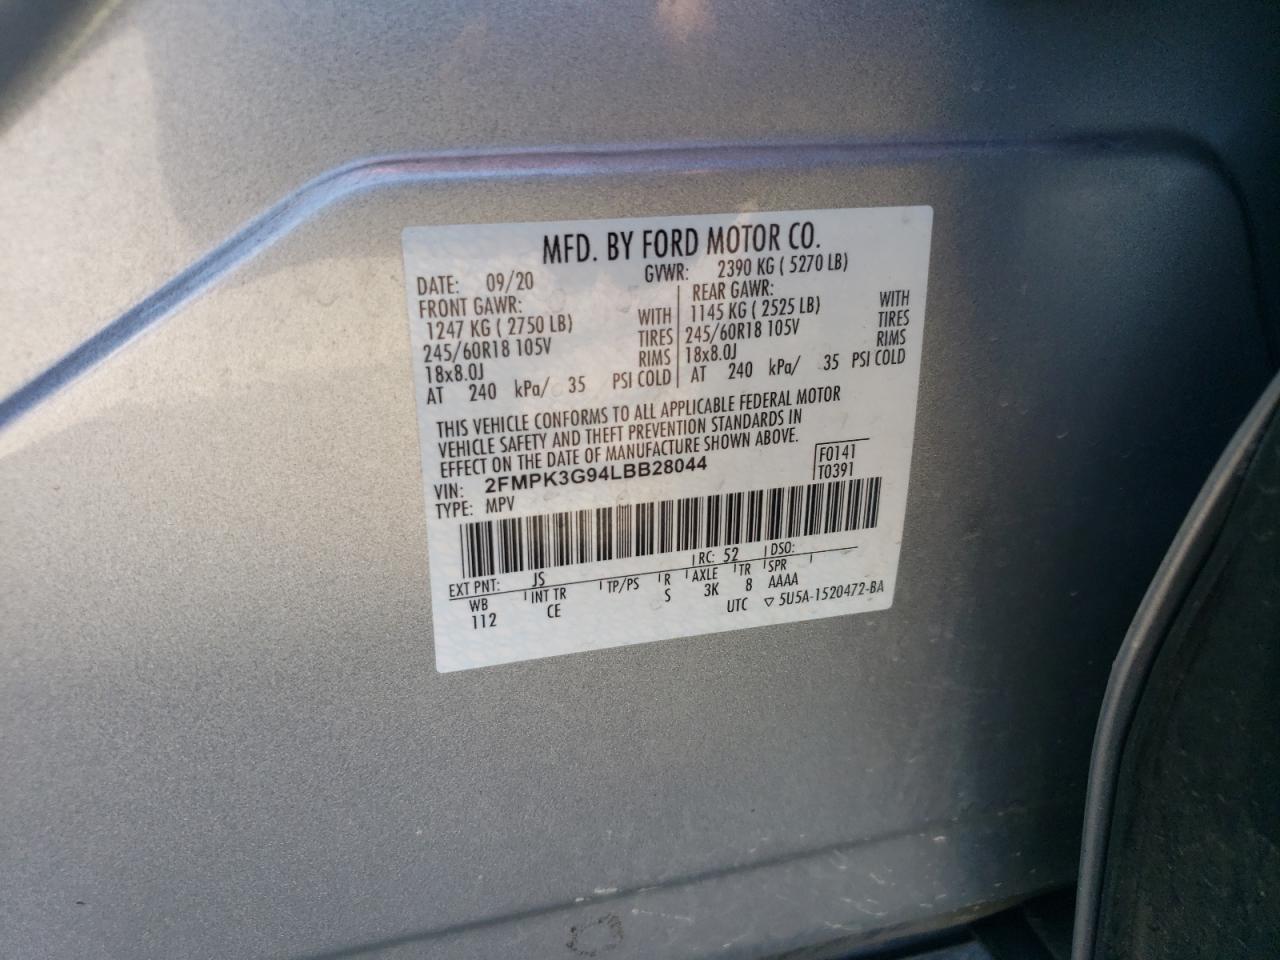 MFD. BY FORD MOTOR CO.
DATE: 09/20 GVWR: 2390 KG ( 5270 LB)
FRONT GAWR: REAR GAWR:
1247 KG ( 2750 LB) WITH 1145 KG ( 2525 LB) WITH
245/60R18 105V TIRES 245/60R18 105V TIRES
18x8.0J RIMS 18x8.0J RIMS
AT 240 kPa/ 35 PSI COLD AT 240 kPa/ 35 PSI COLD
THIS VEHICLE CONFORMS TO ALL APPLICABLE FEDERAL MOTOR
VEHICLE SAFETY AND THEFT PREVENTION STANDARDS IN
EFFECT ON THE DATE OF MANUFACTURE SHOWN ABOVE.
VIN: 2FMPK3G94LBB28044 F0141
TYPE: MPV T0391
EXT PNT: JS RC: 52 DSO:
WB INT TR TP/PS R AXLE TR SPR
112 CE S 3K 8 AAAA
UTC ▽ 5U5A-1520472-BA